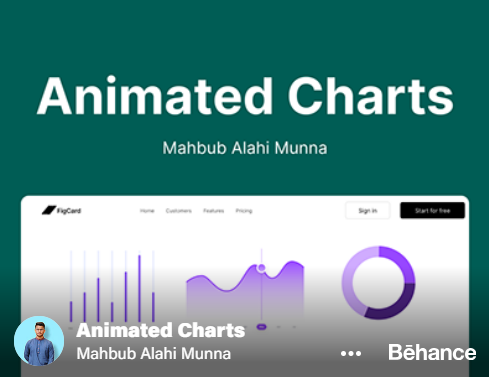 Animated Charts
Mahbub Alahi Munna
FigCard
Home Customers Features Pricing
Sign in Start for free
Animated Charts
Mahbub Alahi Munna
Bēhance